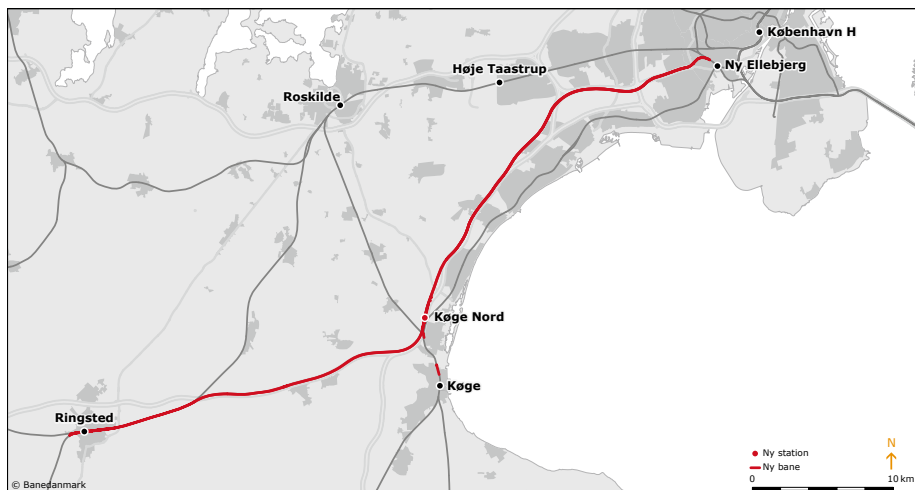 København H
Ny Ellebjerg
Høje Taastrup
Roskilde
Køge Nord
Køge
Ringsted
Ny station
Ny bane
N
0
10 km
© Banedanmark